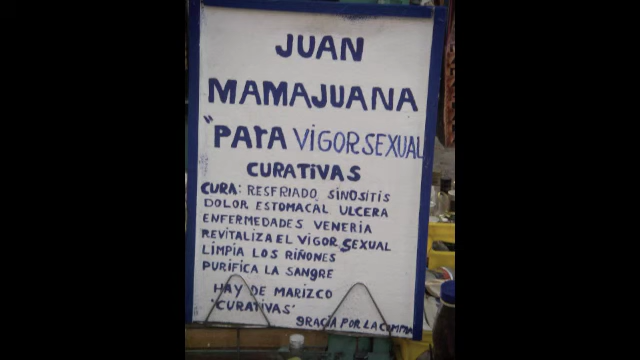 JUAN
MAMAJUANA
"PARA VIGOR SEXUAL
CURATIVAS
CURA: RESFRIADO SINOSITIS
DOLOR ESTOMACAL ULCERA
ENFERMEDADES VENERIA
REVITALIZA EL VIGOR SEXUAL
LIMPIA LOS RIÑONES
PURIFICA LA SANGRE
HAY DE MARIZCO
"CURATIVAS"
GRACIA POR LA COMPRA